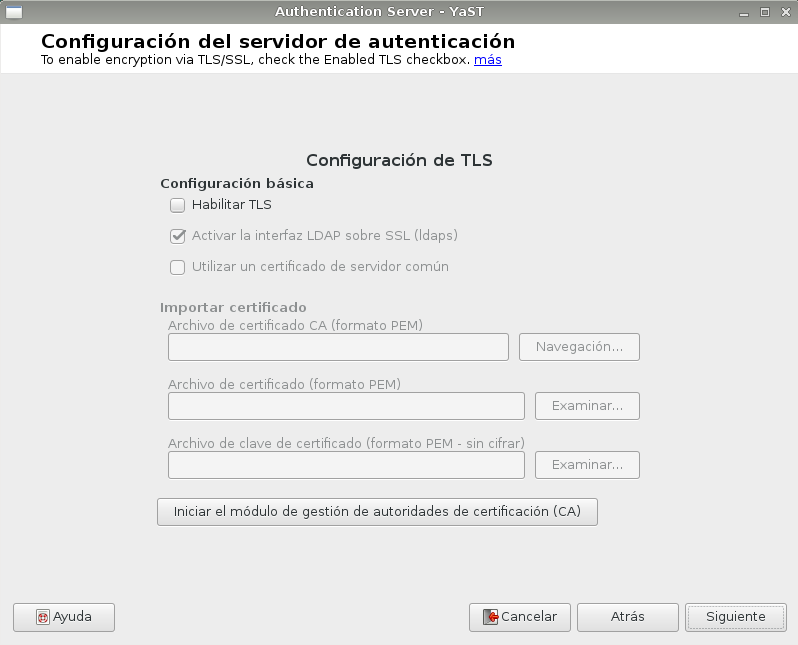 Authentication Server - YaST
Configuración del servidor de autenticación
To enable encryption via TLS/SSL, check the Enabled TLS checkbox. más
Configuración de TLS
Configuración básica
Habilitar TLS
Activar la interfaz LDAP sobre SSL (ldaps)
Utilizar un certificado de servidor común
Importar certificado
Archivo de certificado CA (formato PEM)
Navegación...
Archivo de certificado (formato PEM)
Examinar...
Archivo de clave de certificado (formato PEM - sin cifrar)
Examinar...
Iniciar el módulo de gestión de autoridades de certificación (CA)
Ayuda Cancelar Atrás Siguiente